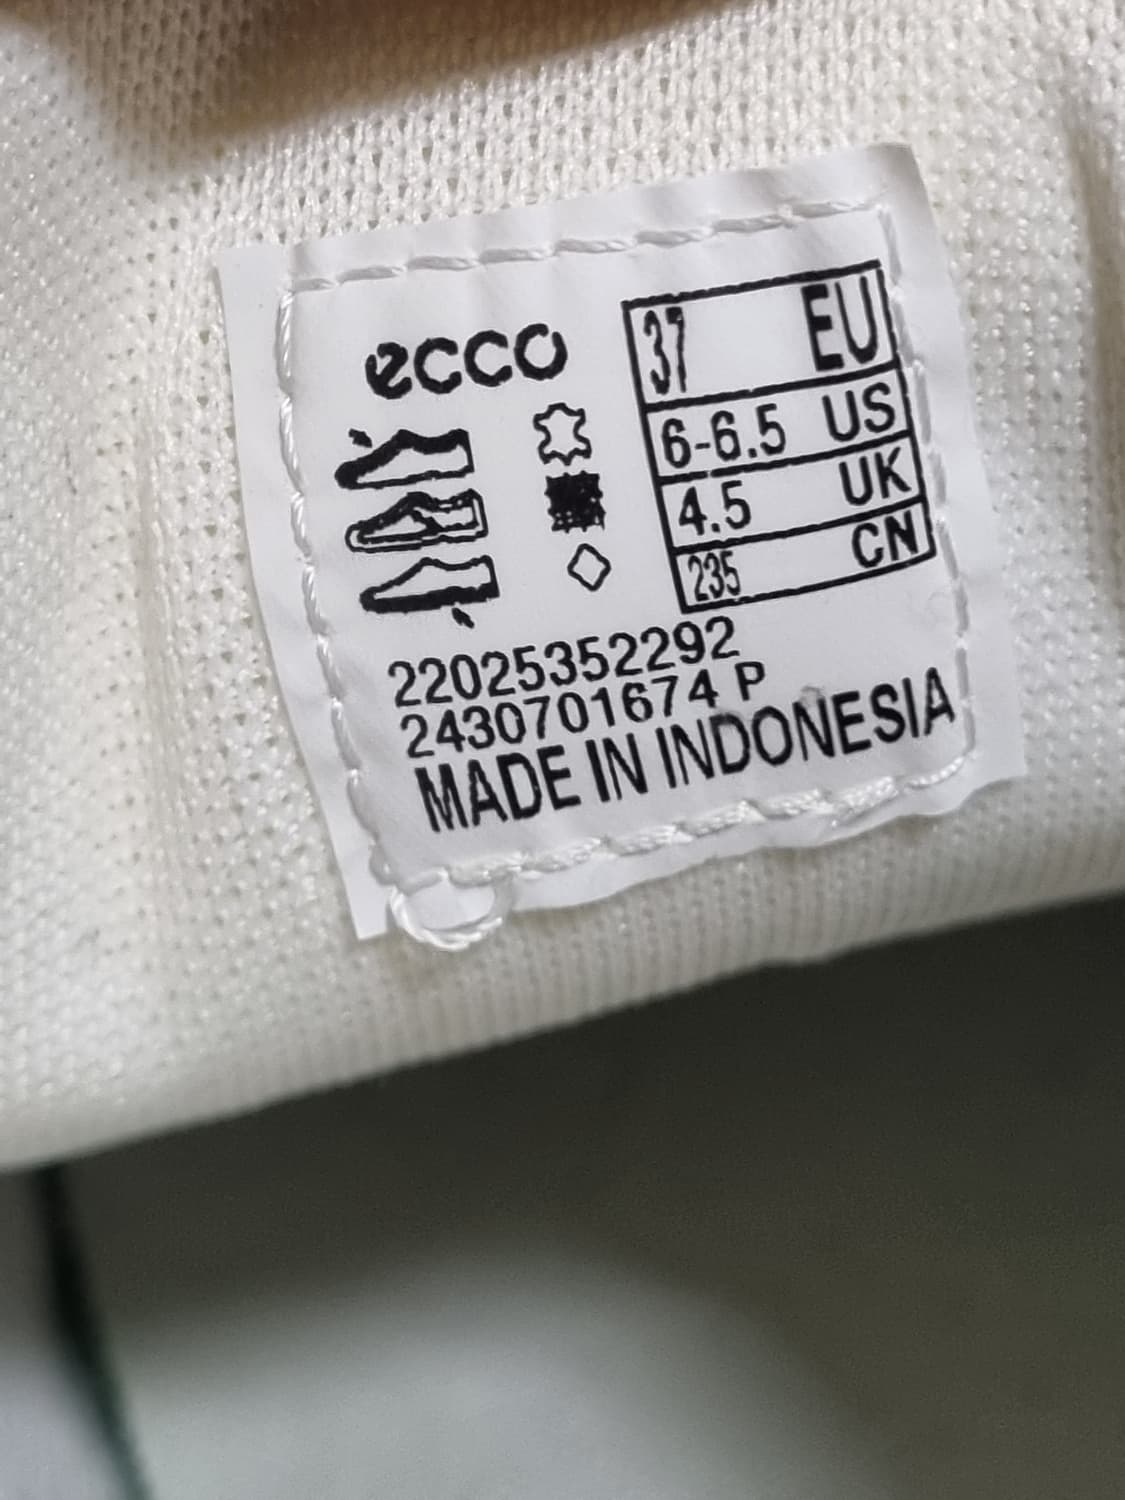 ecco
37 EU
6-6.5 US
4.5 UK
235 CN
22025352292
2430701674 P
MADE IN INDONESIA